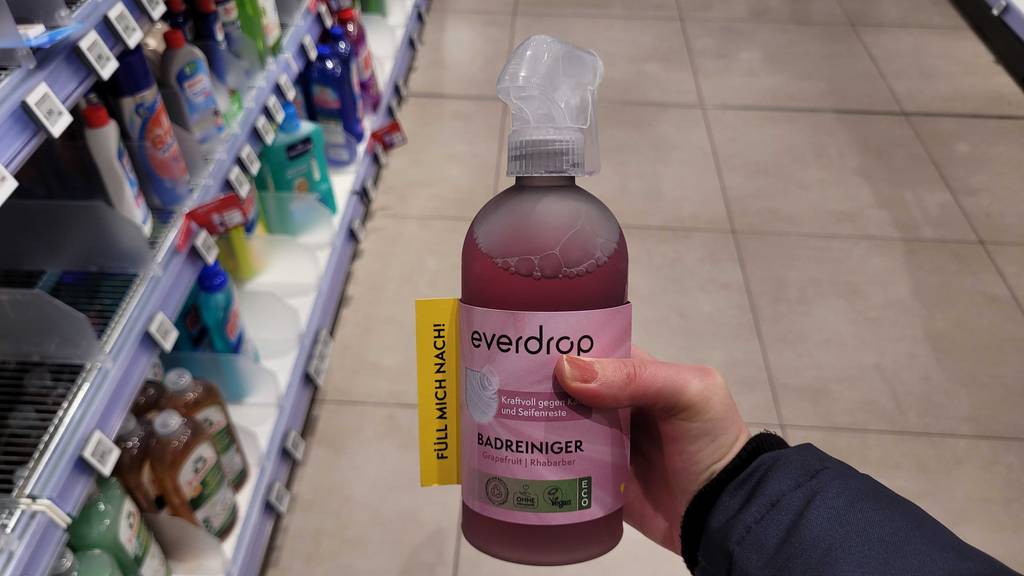 everdrop
Kraftvoll gegen
und Seifenreste
BADREINIGER
Grapefruit | Rhabarber
OHNE
Vegan
ECO
FÜLL MICH NACH!